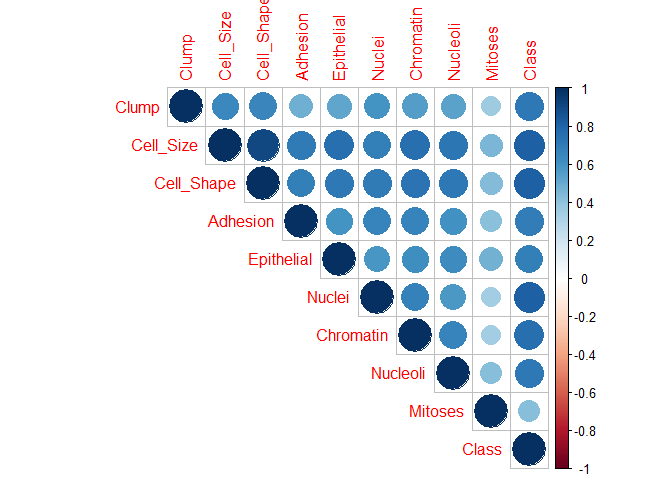 Clump
Cell_Size
Cell_Shape
Adhesion
Epithelial
Nuclei
Chromatin
Nucleoli
Mitoses
Class
Clump
Cell_Size
Cell_Shape
Adhesion
Epithelial
Nuclei
Chromatin
Nucleoli
Mitoses
Class
1
0.8
0.6
0.4
0.2
0
-0.2
-0.4
-0.6
-0.8
-1